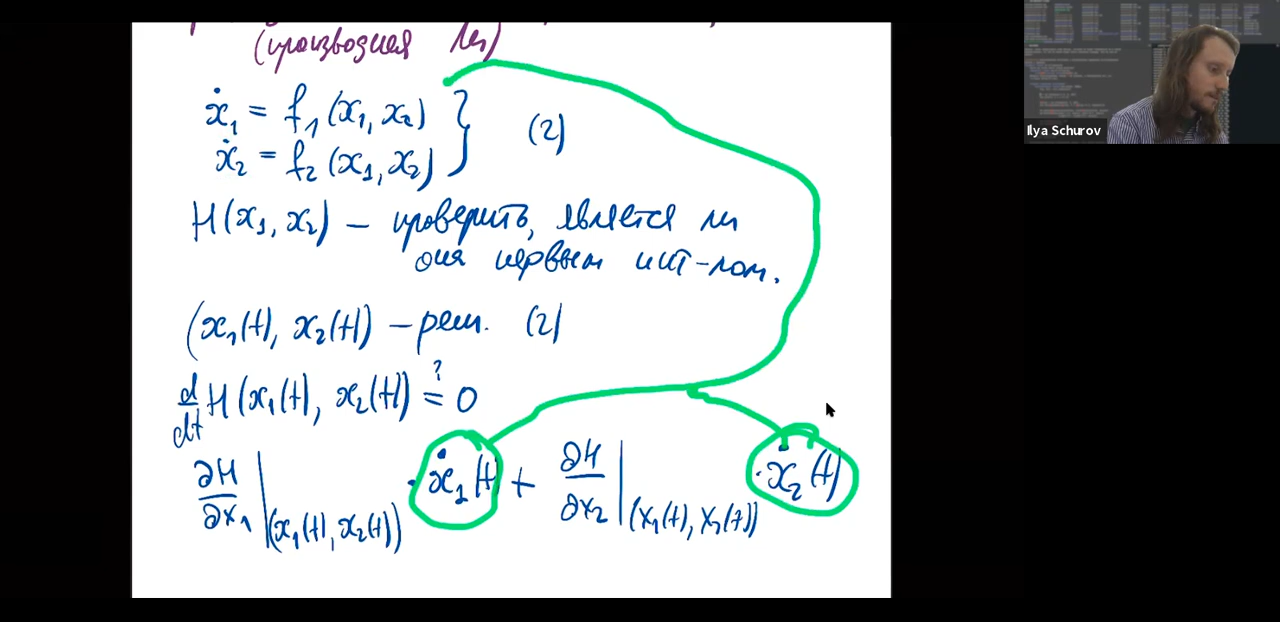 (производная Ли)
ẋ₁ = f₁(x₁, x₂)
ẋ₂ = f₂(x₁, x₂) } (2)
H(x₁, x₂) – проверить, является ли
она первым инт-лом.
(x₁(t), x₂(t)) – реш. (2)
d/dt H(x₁(t), x₂(t)) ?= 0
∂H/∂x₁ |(x₁(t), x₂(t)) · ẋ₁(t) + ∂H/∂x₂ |(x₁(t), x₂(t)) · ẋ₂(t)
Ilya Schurov